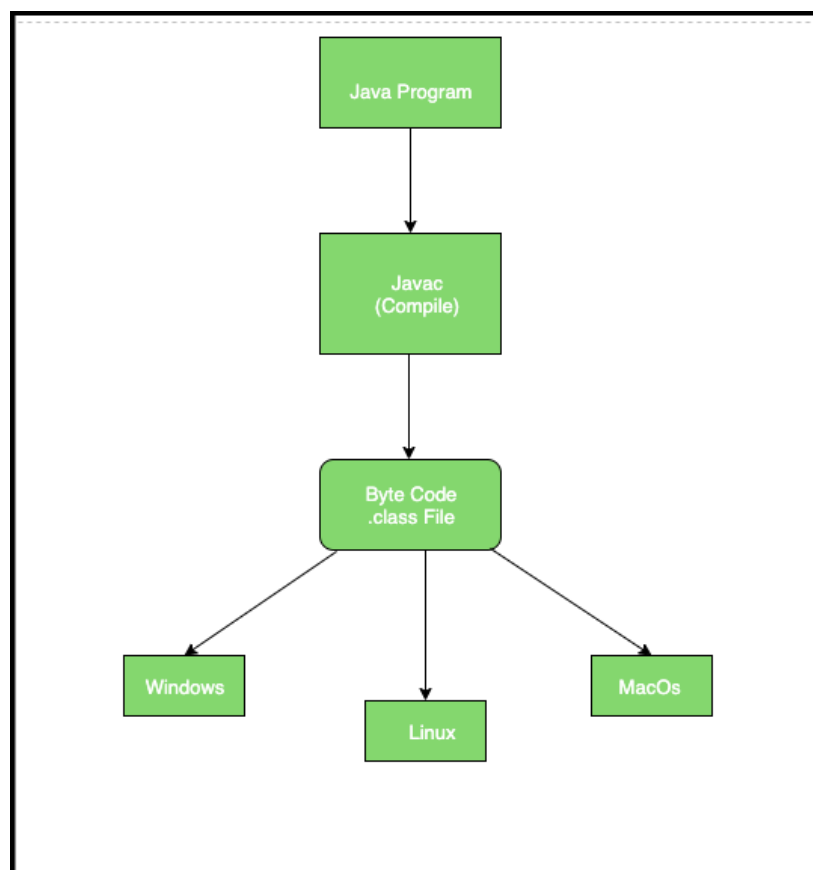 Java Program
Javac
(Compile)
Byte Code
.class File
Windows
Linux
MacOs